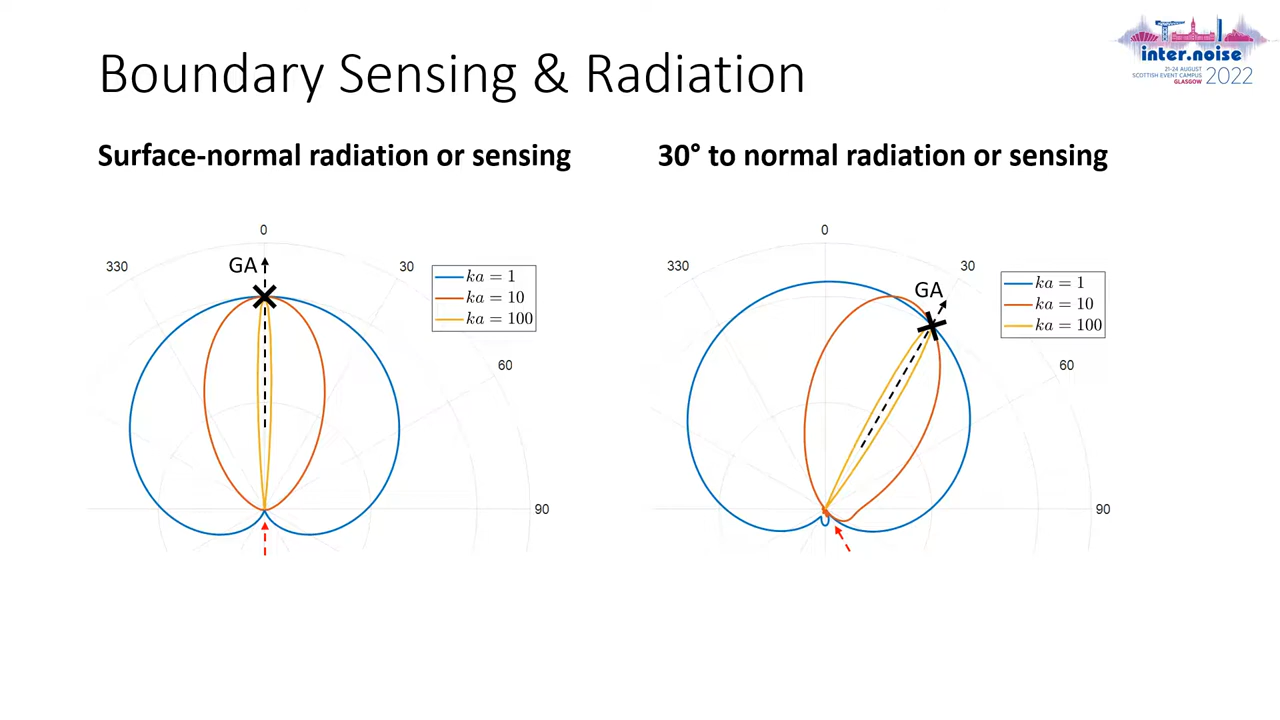 Boundary Sensing & Radiation
inter.noise
21-24 AUGUST
SCOTTISH EVENT CAMPUS
GLASGOW
2022
Surface-normal radiation or sensing
30° to normal radiation or sensing
0
330
30
60
90
GA
ka = 1
ka = 10
ka = 100
0
330
30
60
90
GA
ka = 1
ka = 10
ka = 100